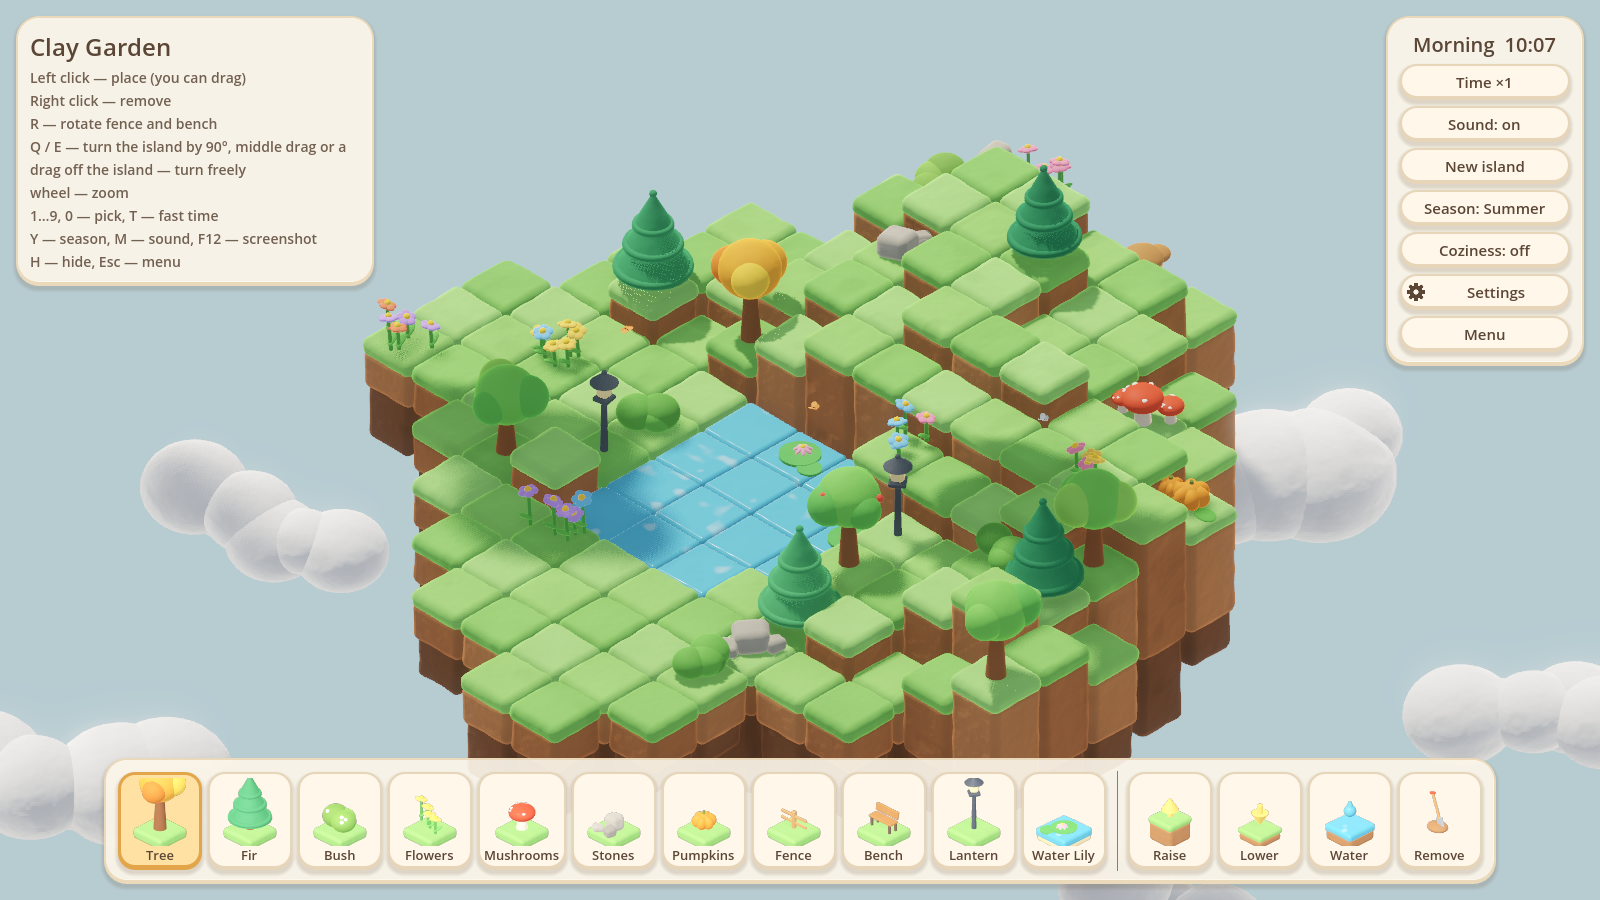 Clay Garden
Left click — place (you can drag)
Right click — remove
R — rotate fence and bench
Q / E — turn the island by 90°, middle drag or a
drag off the island — turn freely
wheel — zoom
1...9, 0 — pick, T — fast time
Y — season, M — sound, F12 — screenshot
H — hide, Esc — menu
Morning 10:07
Time ×1
Sound: on
New island
Season: Summer
Coziness: off
Settings
Menu
Tree
Fir
Bush
Flowers
Mushrooms
Stones
Pumpkins
Fence
Bench
Lantern
Water Lily
Raise
Lower
Water
Remove